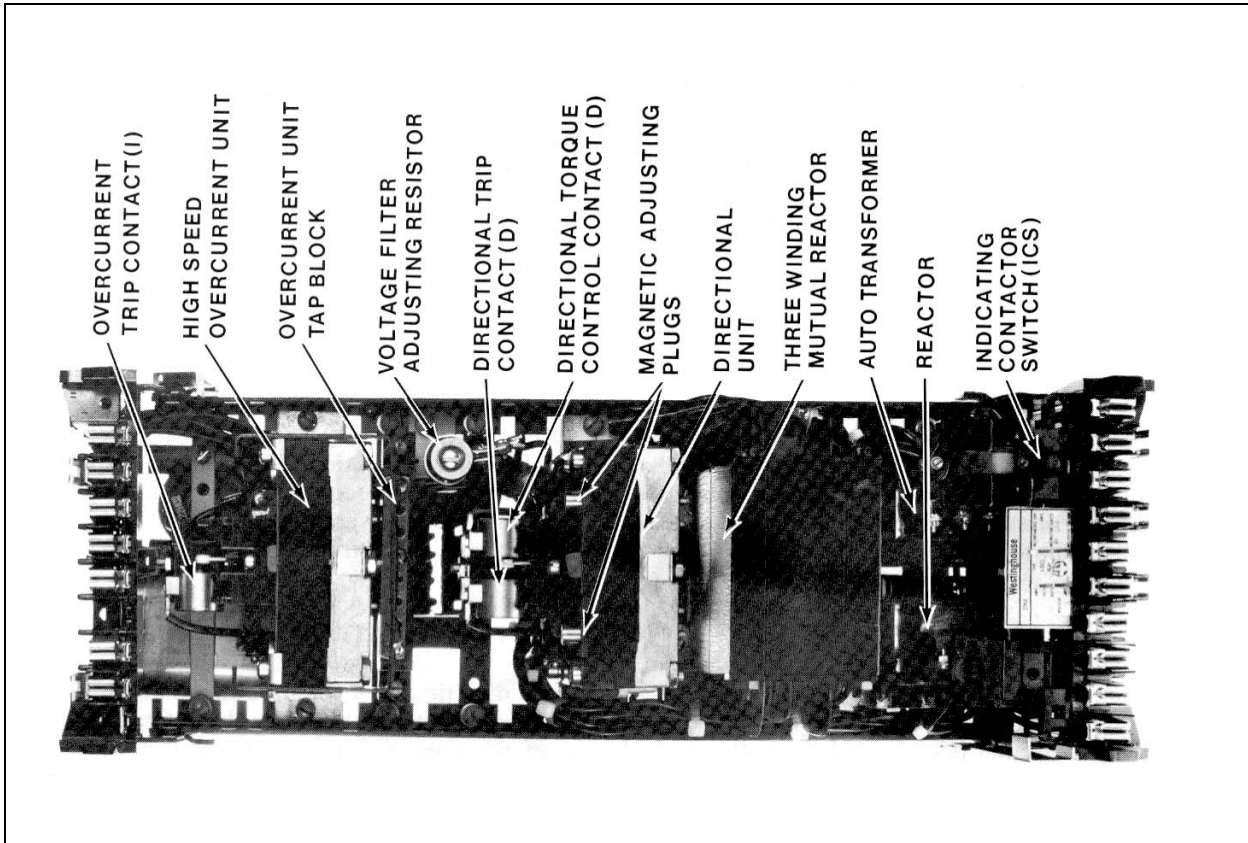 OVERCURRENT
TRIP CONTACT(I)
HIGH SPEED
OVERCURRENT UNIT
OVERCURRENT UNIT
TAP BLOCK
VOLTAGE FILTER
ADJUSTING RESISTOR
DIRECTIONAL TRIP
CONTACT(D)
DIRECTIONAL TORQUE
CONTROL CONTACT (D)
MAGNETIC ADJUSTING
PLUGS
DIRECTIONAL
UNIT
THREE WINDING
MUTUAL REACTOR
AUTO TRANSFORMER
REACTOR
INDICATING
CONTACTOR
SWITCH(ICS)
Westinghouse